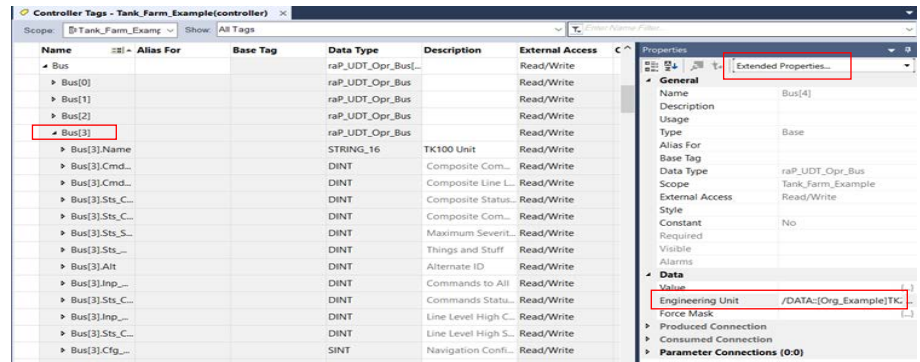 Controller Tags - Tank_Farm_Example(controller) ×
Scope: Tank_Farm_Examp Show: All Tags Enter Name Filter...
Name Alias For Base Tag Data Type Description External Access C
Bus raP_UDT_Opr_Bus[... Read/Write
Bus[0] raP_UDT_Opr_Bus Read/Write
Bus[1] raP_UDT_Opr_Bus Read/Write
Bus[2] raP_UDT_Opr_Bus Read/Write
Bus[3] raP_UDT_Opr_Bus Read/Write
Bus[3].Name STRING_16 TK100 Unit Read/Write
Bus[3].Cmd... DINT Composite Com... Read/Write
Bus[3].Cmd... DINT Composite Line L... Read/Write
Bus[3].Sts_C... DINT Composite Status... Read/Write
Bus[3].Sts_C... DINT Composite Com... Read/Write
Bus[3].Sts_S... DINT Maximum Severit... Read/Write
Bus[3].Sts_... DINT Things and Stuff Read/Write
Bus[3].Alt DINT Alternate ID Read/Write
Bus[3].Inp_... DINT Commands to All Read/Write
Bus[3].Sts_C... DINT Commands Statu... Read/Write
Bus[3].Inp_... DINT Line Level High C... Read/Write
Bus[3].Sts_C... DINT Line Level High S... Read/Write
Bus[3].Cfg_... SINT Navigation Confi... Read/Write
Properties
Extended Properties...
General
Name Bus[4]
Description
Usage
Type Base
Alias For
Base Tag
Data Type raP_UDT_Opr_Bus
Scope Tank_Farm_Example
External Access Read/Write
Style
Constant No
Required
Visible
Alarms
Data
Value {...}
Engineering Unit /DATA::[Org_Example]TK2 ...
Force Mask {...}
Produced Connection
Consumed Connection
Parameter Connections {0:0}